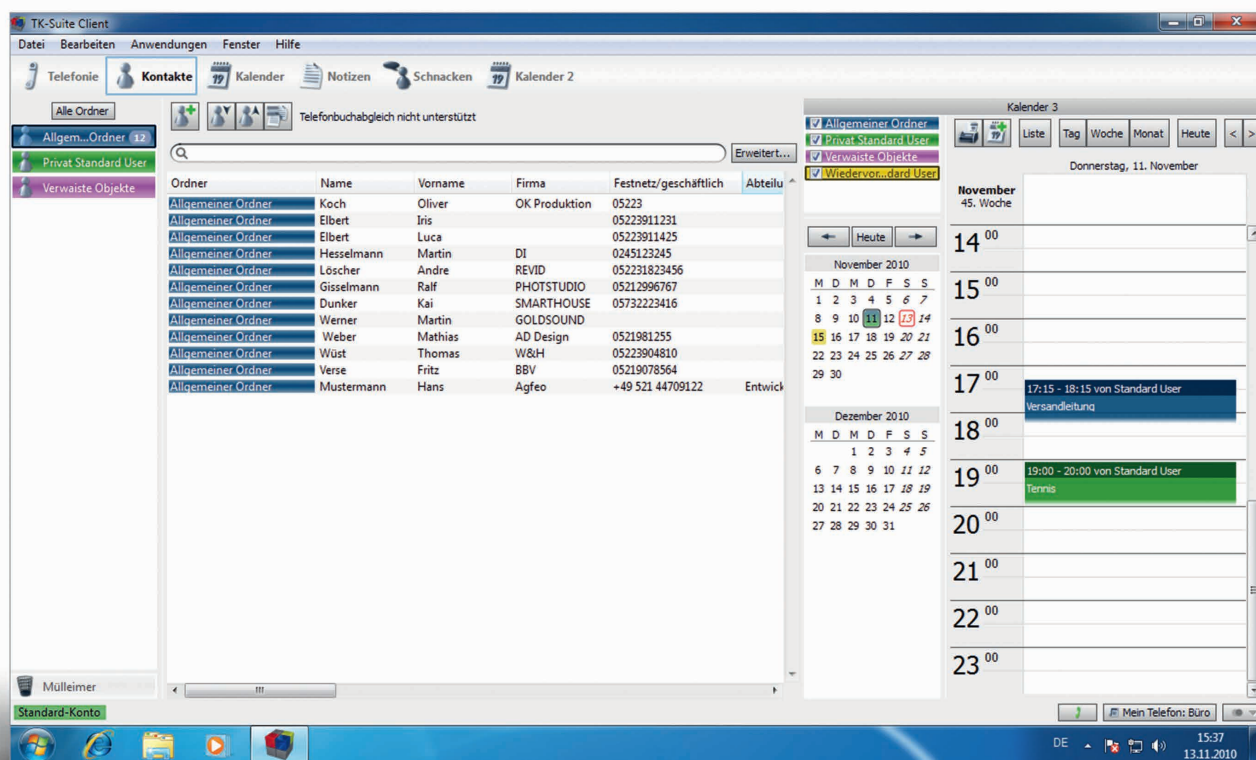 TK-Suite Client
Datei Bearbeiten Anwendungen Fenster Hilfe
Telefonie Kontakte Kalender Notizen Schnacken Kalender 2
Alle Ordner
Allgem...Ordner 12
Privat Standard User
Verwaiste Objekte
Mülleimer
Telefonbuchabgleich nicht unterstützt
Erweitert...
Ordner Name Vorname Firma Festnetz/geschäftlich Abteilu
Allgemeiner Ordner Koch Oliver OK Produktion 05223
Allgemeiner Ordner Elbert Iris 05223911231
Allgemeiner Ordner Elbert Luca 05223911425
Allgemeiner Ordner Hesselmann Martin DI 0245123245
Allgemeiner Ordner Löscher Andre REVID 052231823456
Allgemeiner Ordner Gisselmann Ralf PHOTSTUDIO 05212996767
Allgemeiner Ordner Dunker Kai SMARTHOUSE 05732223416
Allgemeiner Ordner Werner Martin GOLDSOUND
Allgemeiner Ordner Weber Mathias AD Design 0521981255
Allgemeiner Ordner Wüst Thomas W&H 05223904810
Allgemeiner Ordner Verse Fritz BBV 05219078564
Allgemeiner Ordner Mustermann Hans Agfeo +49 521 44709122 Entwick
Kalender 3
Allgemeiner Ordner
Privat Standard User
Verwaiste Objekte
Wiedervor...dard User
Heute
November 2010
M D M D F S S
1 2 3 4 5 6 7
8 9 10 11 12 13 14
15 16 17 18 19 20 21
22 23 24 25 26 27 28
29 30
Dezember 2010
M D M D F S S
1 2 3 4 5
6 7 8 9 10 11 12
13 14 15 16 17 18 19
20 21 22 23 24 25 26
27 28 29 30 31
19 Liste Tag Woche Monat Heute < >
Donnerstag, 11. November
November
45. Woche
14 00
15 00
16 00
17 00
17:15 - 18:15 von Standard User
Versandleitung
18 00
19 00
19:00 - 20:00 von Standard User
Tennis
20 00
21 00
22 00
23 00
Standard-Konto
Mein Telefon: Büro
DE
15:37
13.11.2010